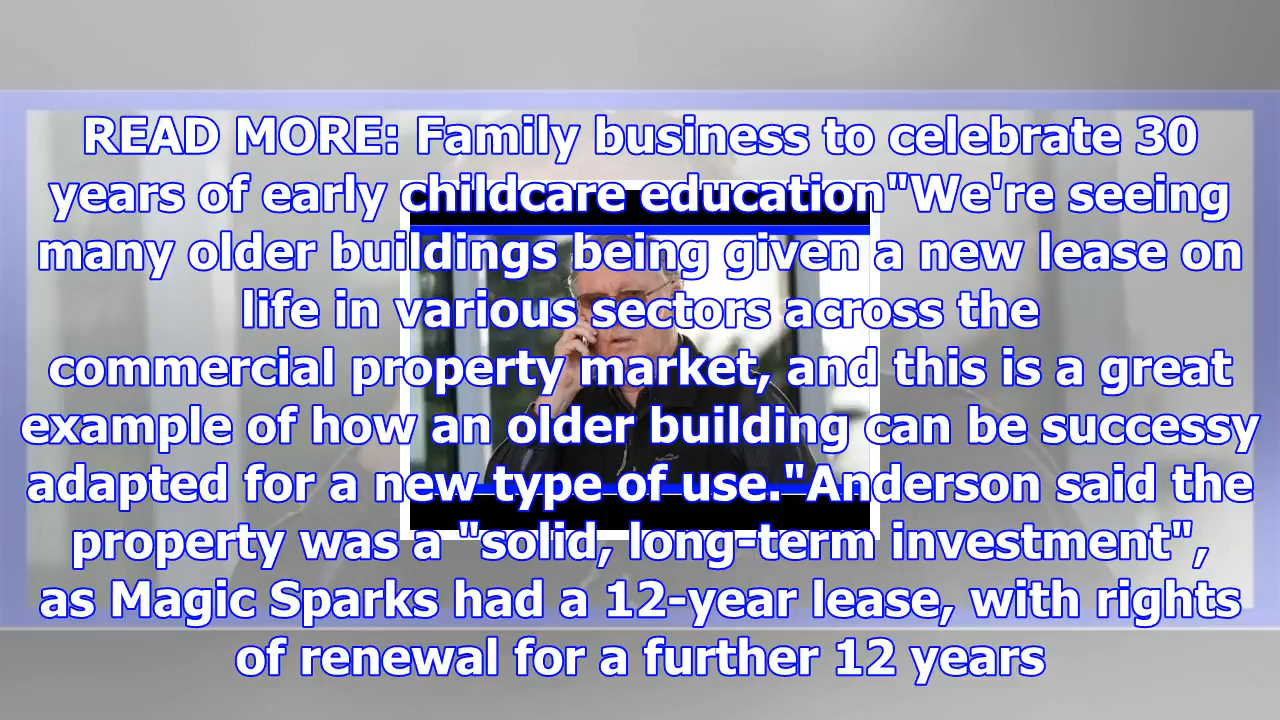 READ MORE: Family business to celebrate 30
years of early childcare education"We're seeing
many older buildings being given a new lease on
life in various sectors across the
commercial property market, and this is a great
example of how an older building can be successy
adapted for a new type of use."Anderson said the
property was a "solid, long-term investment",
as Magic Sparks had a 12-year lease, with rights
of renewal for a further 12 years